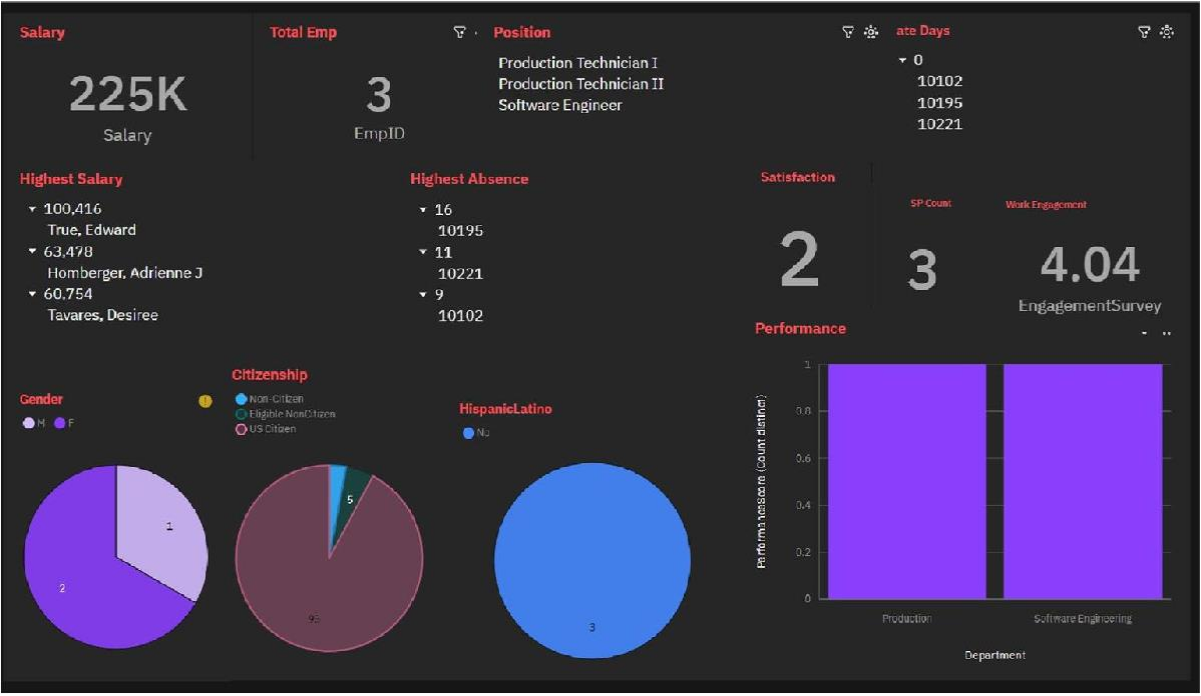 Salary
225K
Salary
Total Emp
3
EmpID
Position
Production Technician I
Production Technician II
Software Engineer
ate Days
0
10102
10195
10221
Highest Salary
100,416
True, Edward
63,478
Homberger, Adrienne J
60,754
Tavares, Desiree
Highest Absence
16
10195
11
10221
9
10102
Satisfaction
2
SP Count
3
Work Engagement
4.04
EngagementSurvey
Gender
M F
1
2
Citizenship
Non-Citizen
Eligible NonCitizen
US Citizen
5
HispanicLatino
No
3
Performance
PerformanceScore (Count distinct)
1
0.8
0.6
0.4
0.2
0
Production Software Engineering
Department